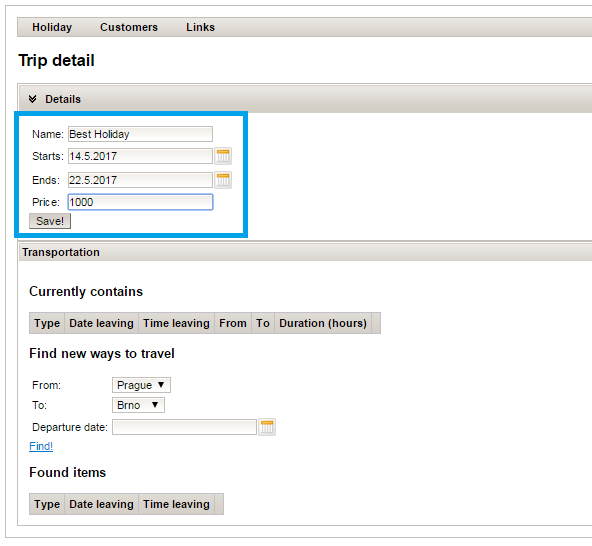 Holiday Customers Links
Trip detail
Details
Name: Best Holiday
Starts: 14.5.2017
Ends: 22.5.2017
Price: 1000
Save!
Transportation
Currently contains
Type Date leaving Time leaving From To Duration (hours)
Find new ways to travel
From: Prague
To: Brno
Departure date:
Find!
Found items
Type Date leaving Time leaving